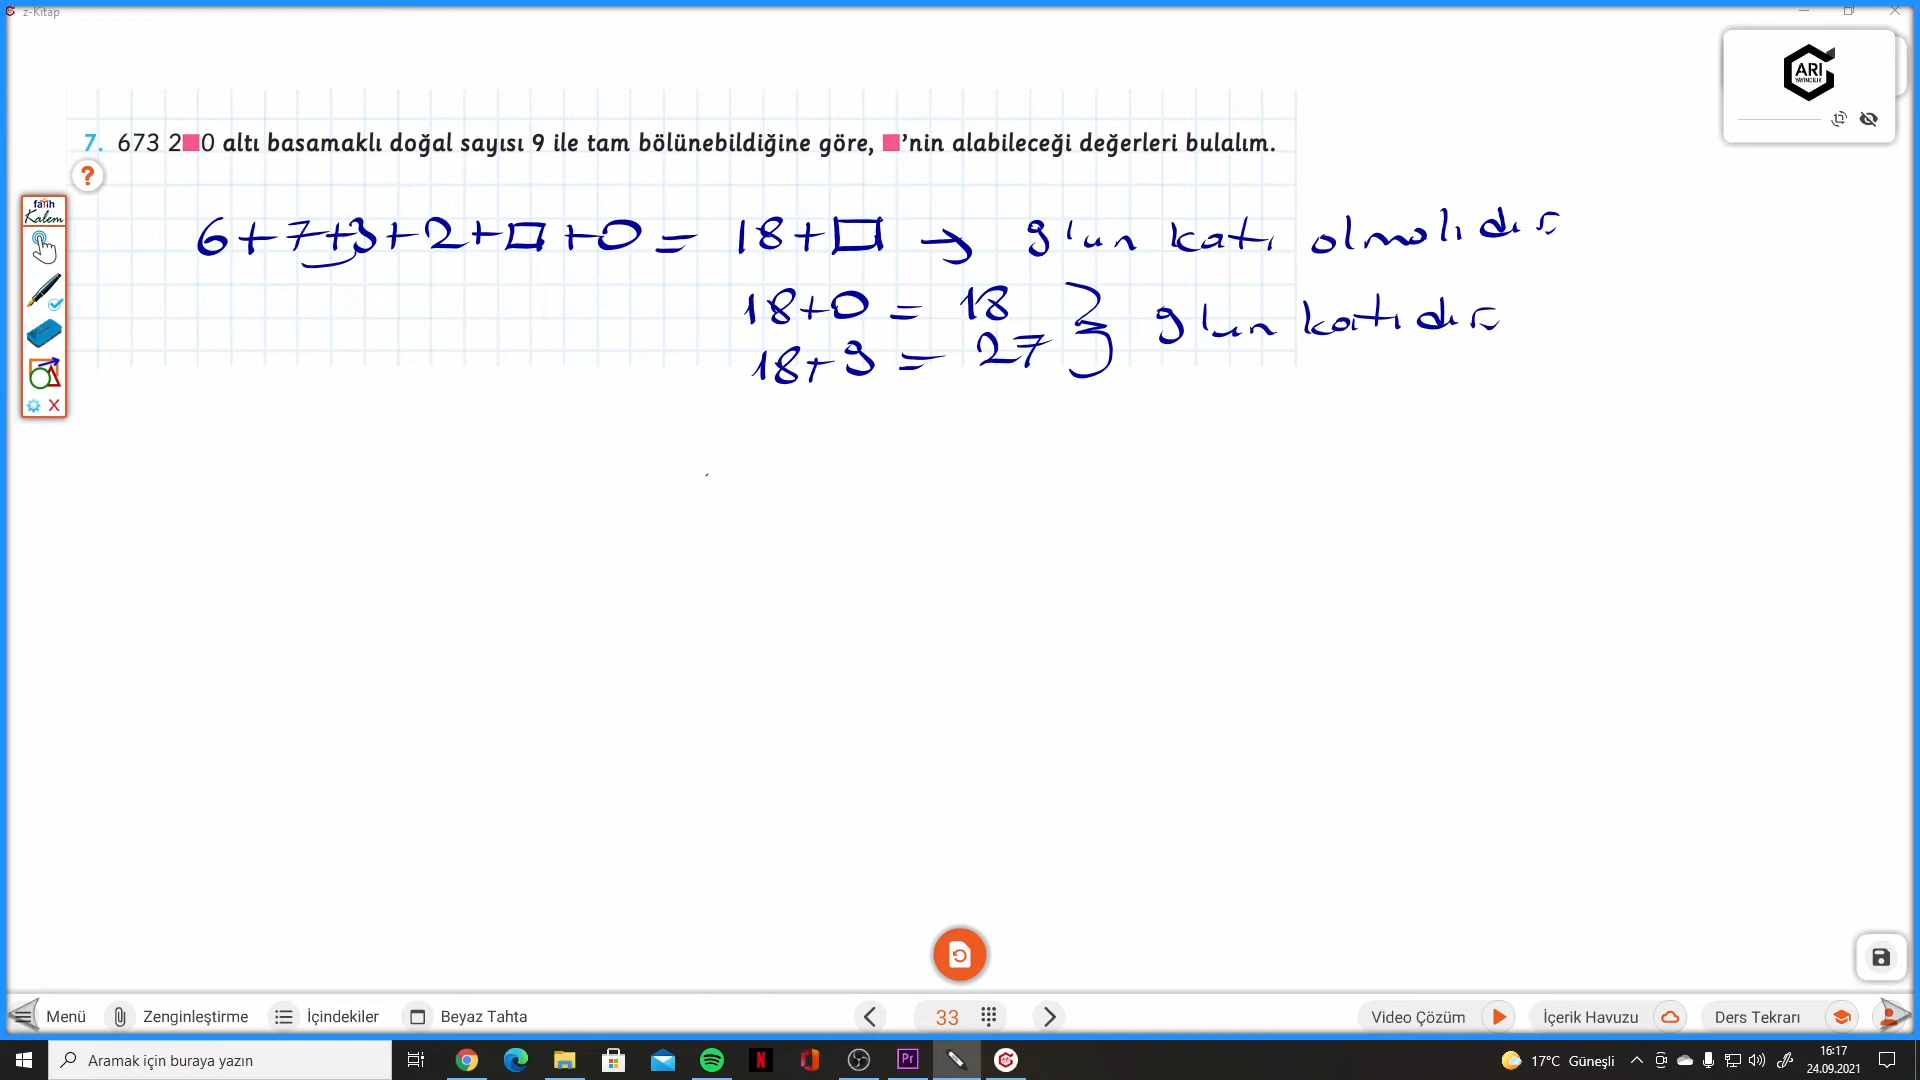 z-Kitap
ARI
YAYINCILIK
7. 673 2■0 altı basamaklı doğal sayısı 9 ile tam bölünebildiğine göre, ■'nin alabileceği değerleri bulalım.
?
fatih
Kalem
6+7+3+2+□+0 = 18+□ → 9'un katı olmalıdır
18+0 = 18
18+9 = 27
9'un katıdır
Menü
Zenginleştirme
İçindekiler
Beyaz Tahta
33
Video Çözüm
İçerik Havuzu
Ders Tekrarı
Aramak için buraya yazın
17°C Güneşli
16:17
24.09.2021